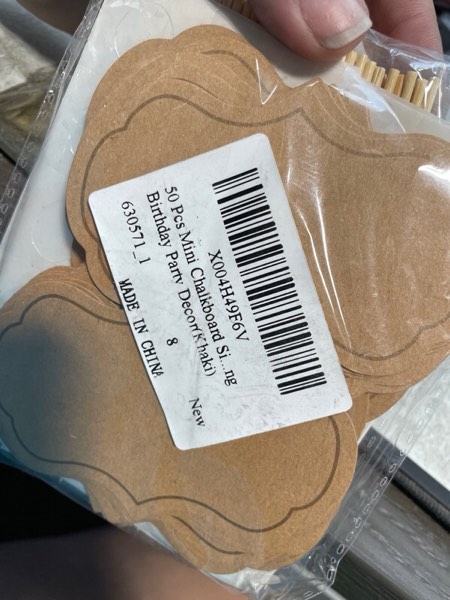 X004H49F6V
50 Pcs Mini Chalkboard Si...ng
Birthday Party Decor(Khaki)
New
630571_1
8
MADE IN CHINA